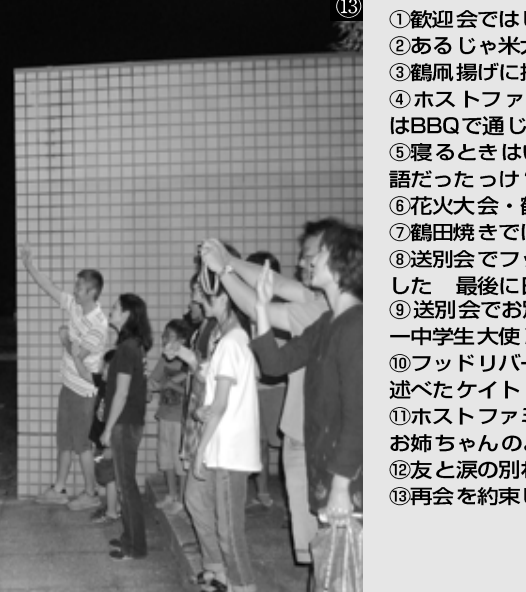 ⑬
①歓迎会では
②あるじゃ米
③鶴凧揚げに
④ホストファ
はBBQで通じ
⑤寝るときは
語だったっけ
⑥花火大会・
⑦鶴田焼きで
⑧送別会でフ
した　最後に
⑨送別会でお
ー中学生大使
⑩フッドリバー
述べたケイト
⑪ホストファミ
お姉ちゃんの
⑫友と涙の別
⑬再会を約束